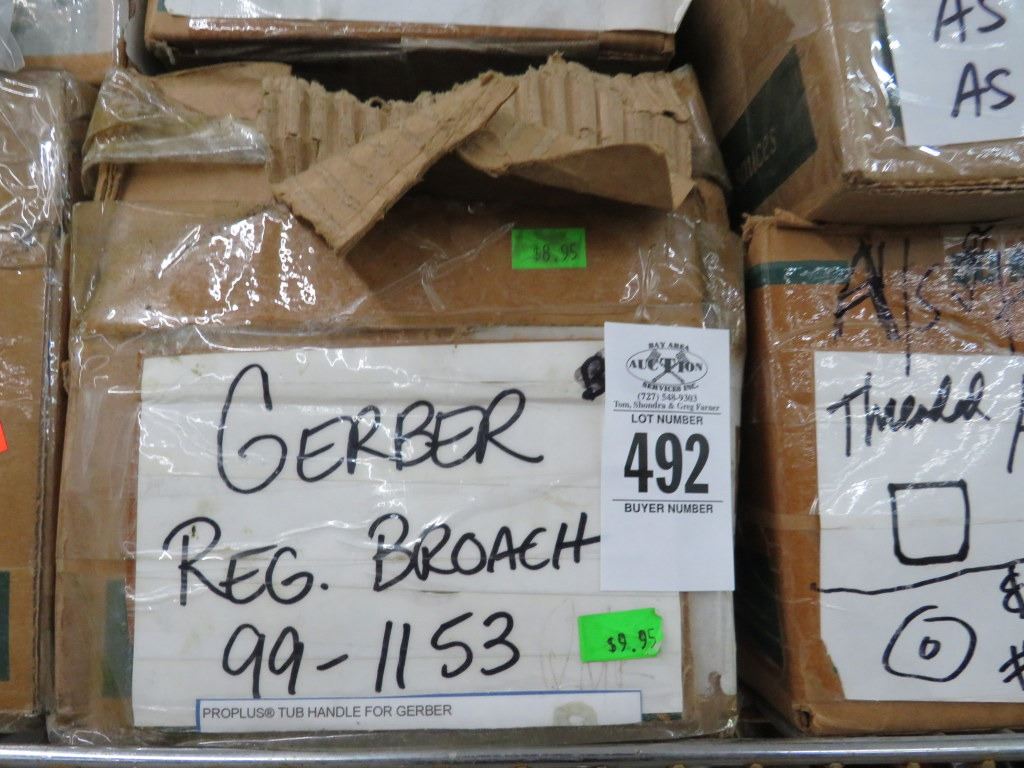 AS
AS
$8.95
BAY AREA
AUCTION
SERVICES INC.
(727) 548-9303
Tom, Shondra & Greg Farner
LOT NUMBER
492
BUYER NUMBER
GERBER
REG. BROACH
99-1153
$9.95
PROPLUS® TUB HANDLE FOR GERBER
Threaded